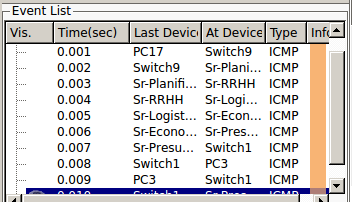 Event List
Vis. Time(sec) Last Devic At Device Type Info
0.001 PC17 Switch9 ICMP
0.002 Switch9 Sr-Plani... ICMP
0.003 Sr-Planifi... Sr-RRHH ICMP
0.004 Sr-RRHH Sr-Logi... ICMP
0.005 Sr-Logist... Sr-Econ... ICMP
0.006 Sr-Econo... Sr-Pres... ICMP
0.007 Sr-Presu... Switch1 ICMP
0.008 Switch1 PC3 ICMP
0.009 PC3 Switch1 ICMP
0.010 Switch1 Sr-Pres... ICMP